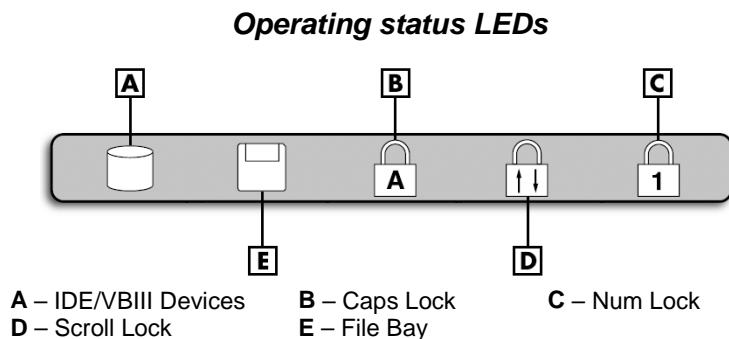 Operating status LEDs
A B C
A 1
E D
A – IDE/VBIII Devices B – Caps Lock C – Num Lock
D – Scroll Lock E – File Bay